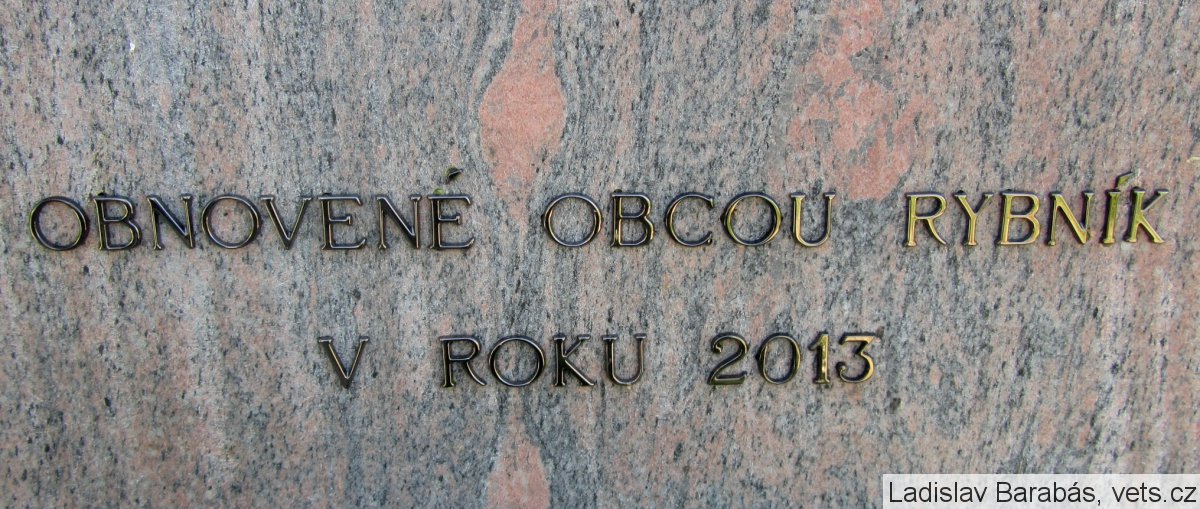 OBNOVENÉ OBCOU RYBNÍK
V ROKU 2013
Ladislav Barabás, vets.cz